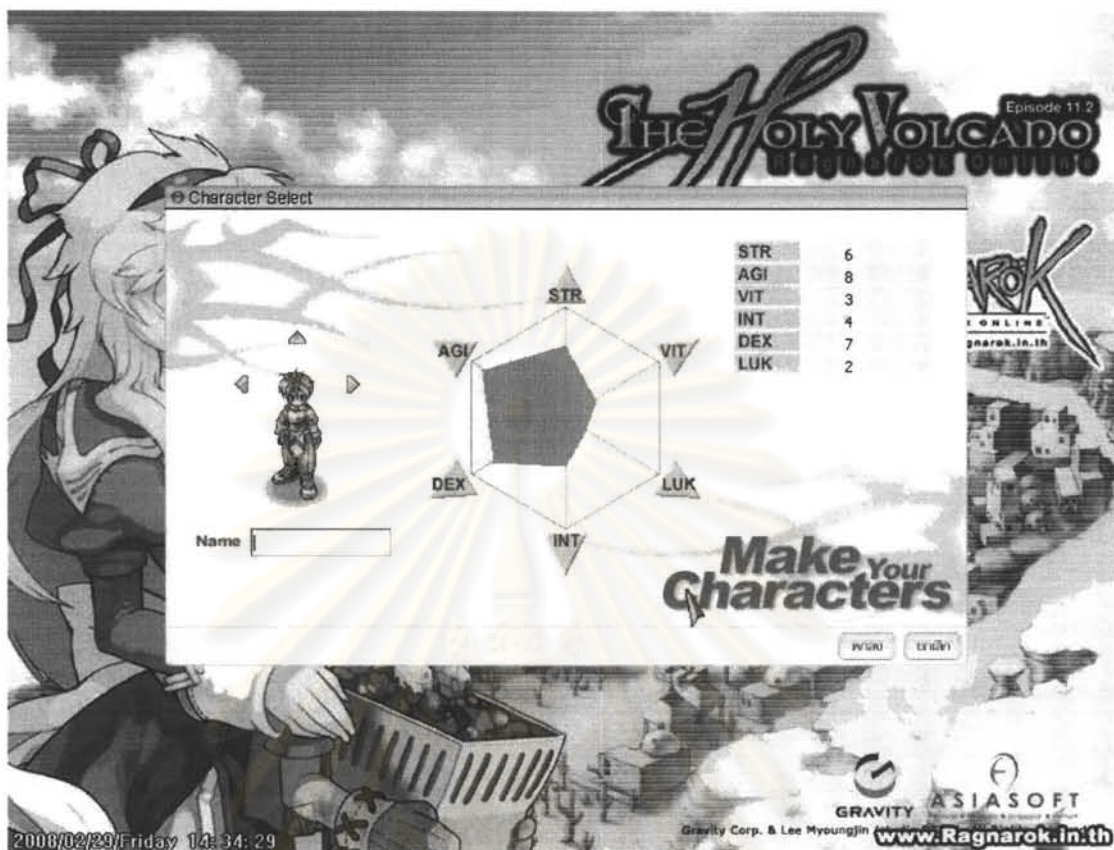 Episode 11.2
THE HOLY VOLCADO
Ragnarok Online
Character Select
STR 6
AGI 8
VIT 3
INT 4
DEX 7
LUK 2
STR
AGI
VIT
DEX
LUK
INT
Name
Make Your
Characters
ตกลง ยกเลิก
GRAVITY
ASIASOFT
Gravity Corp. & Lee Myoungjin
www.Ragnarok.in.th
2008/02/29/Friday 14:34:29